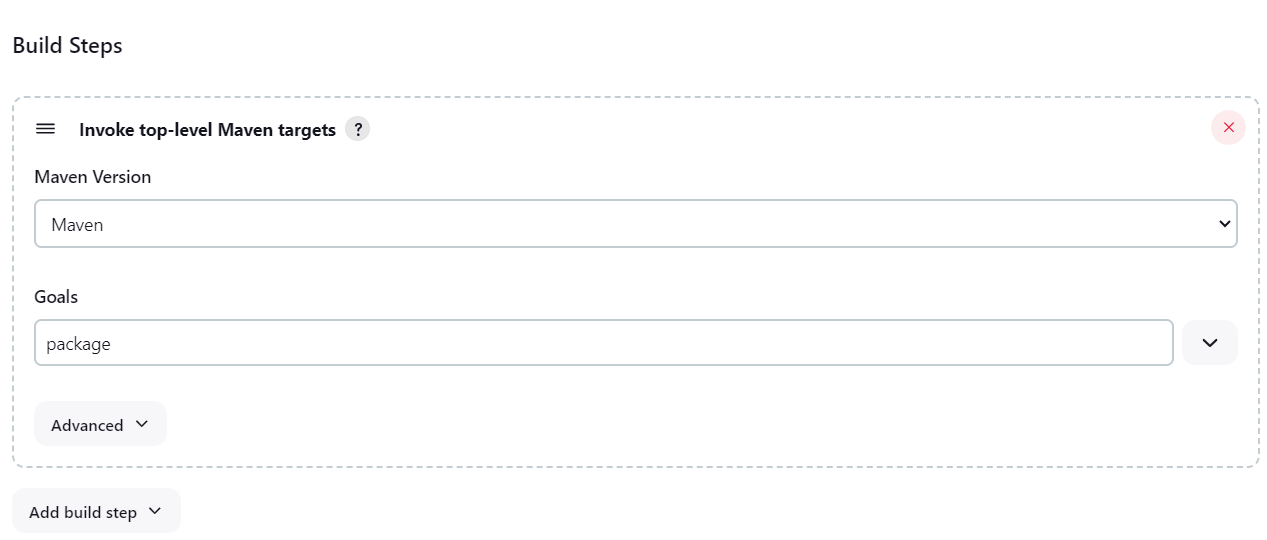 Build Steps
Invoke top-level Maven targets ?
Maven Version
Maven
Goals
package
Advanced
Add build step